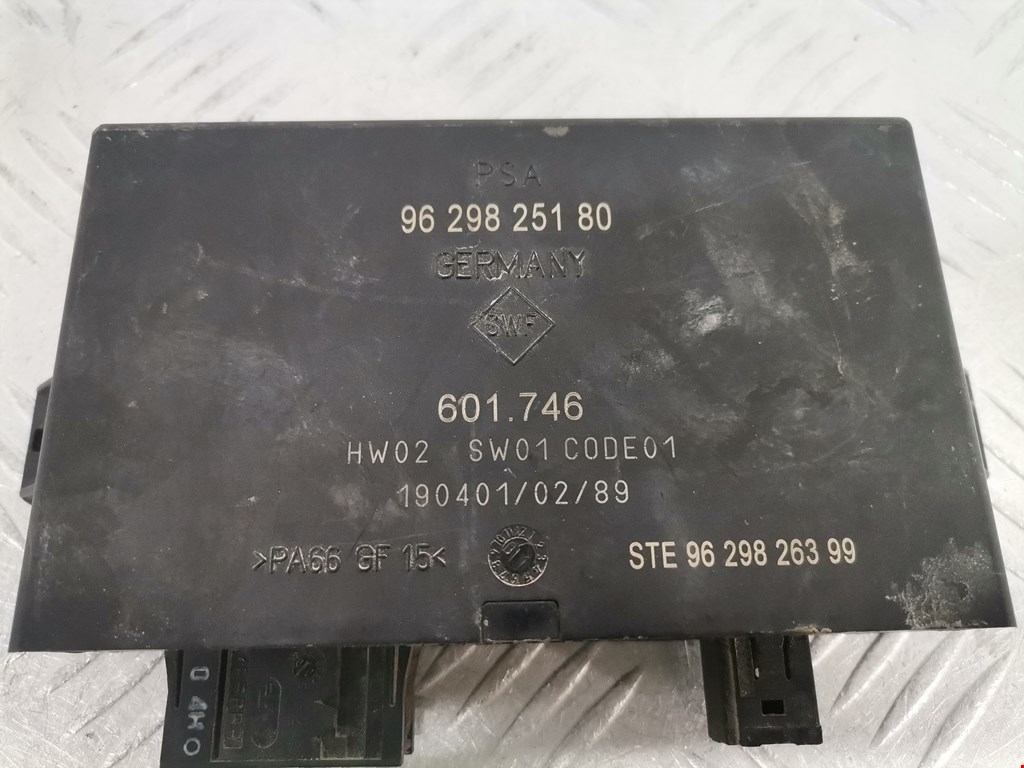 PSA
96 298 251 80
GERMANY
SWF
601.746
HW02 SW01 CODE01
190401/02/89
>PA66 GF 15<
STE 96 298 263 99